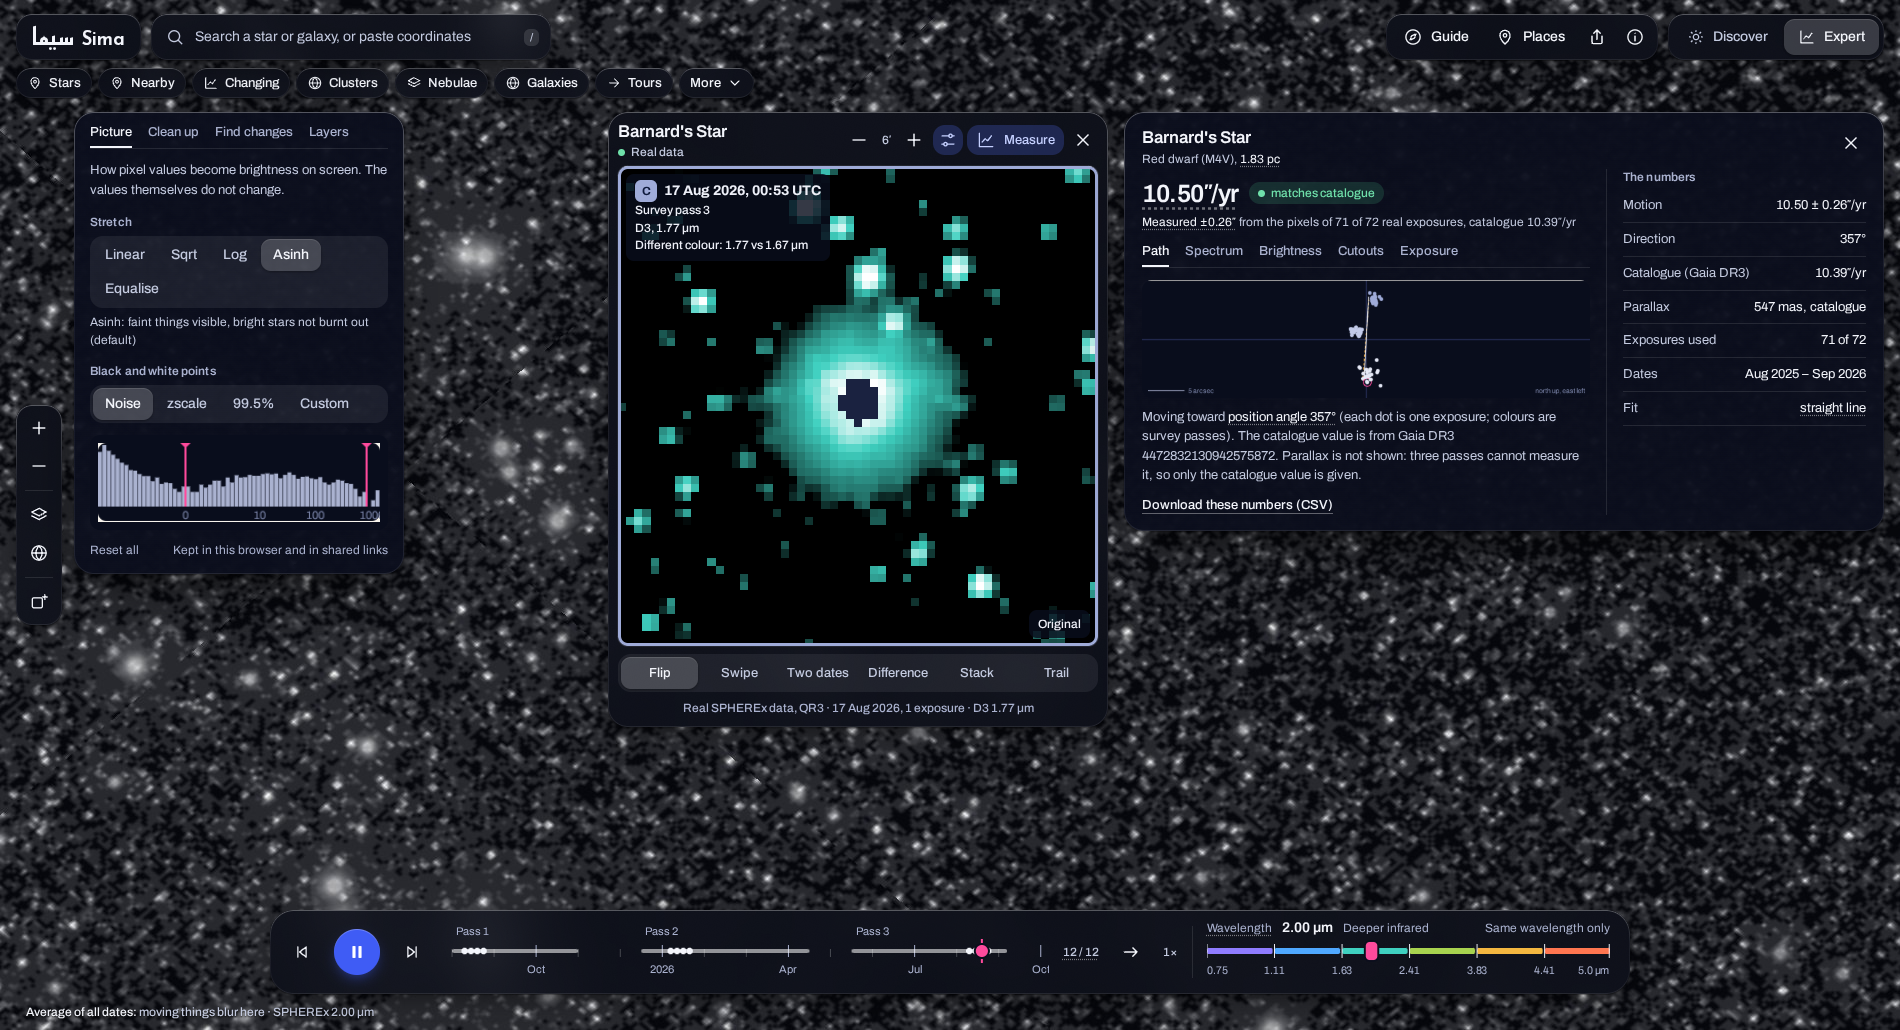 سيما Sima
Search a star or galaxy, or paste coordinates /
Guide Places
Discover Expert
Stars Nearby Changing Clusters Nebulae Galaxies Tours More
Picture Clean up Find changes Layers
How pixel values become brightness on screen. The
values themselves do not change.
Stretch
Linear Sqrt Log Asinh
Equalise
Asinh: faint things visible, bright stars not burnt out
(default)
Black and white points
Noise zscale 99.5% Custom
0 10 100
Reset all Kept in this browser and in shared links
Barnard's Star
Real data
6′
Measure
C 17 Aug 2026, 00:53 UTC
Survey pass 3
D3, 1.77 µm
Different colour: 1.77 vs 1.67 µm
Original
Flip Swipe Two dates Difference Stack Trail
Real SPHEREx data, QR3 · 17 Aug 2026, 1 exposure · D3 1.77 µm
Barnard's Star
Red dwarf (M4V), 1.83 pc
10.50″/yr matches catalogue
Measured ±0.26″ from the pixels of 71 of 72 real exposures, catalogue 10.39″/yr
Path Spectrum Brightness Cutouts Exposure
5 arcsec north up, east left
Moving toward position angle 357° (each dot is one exposure; colours are
survey passes). The catalogue value is from Gaia DR3
4472832130942575872. Parallax is not shown: three passes cannot measure
it, so only the catalogue value is given.
Download these numbers (CSV)
The numbers
Motion 10.50 ± 0.26″/yr
Direction 357°
Catalogue (Gaia DR3) 10.39″/yr
Parallax 547 mas, catalogue
Exposures used 71 of 72
Dates Aug 2025 – Sep 2026
Fit straight line
Pass 1 Pass 2 Pass 3
Oct 2026 Apr Jul Oct
12 / 12
1×
Wavelength 2.00 µm Deeper infrared Same wavelength only
0.75 1.11 1.63 2.41 3.83 4.41 5.0 µm
Average of all dates: moving things blur here · SPHEREx 2.00 µm